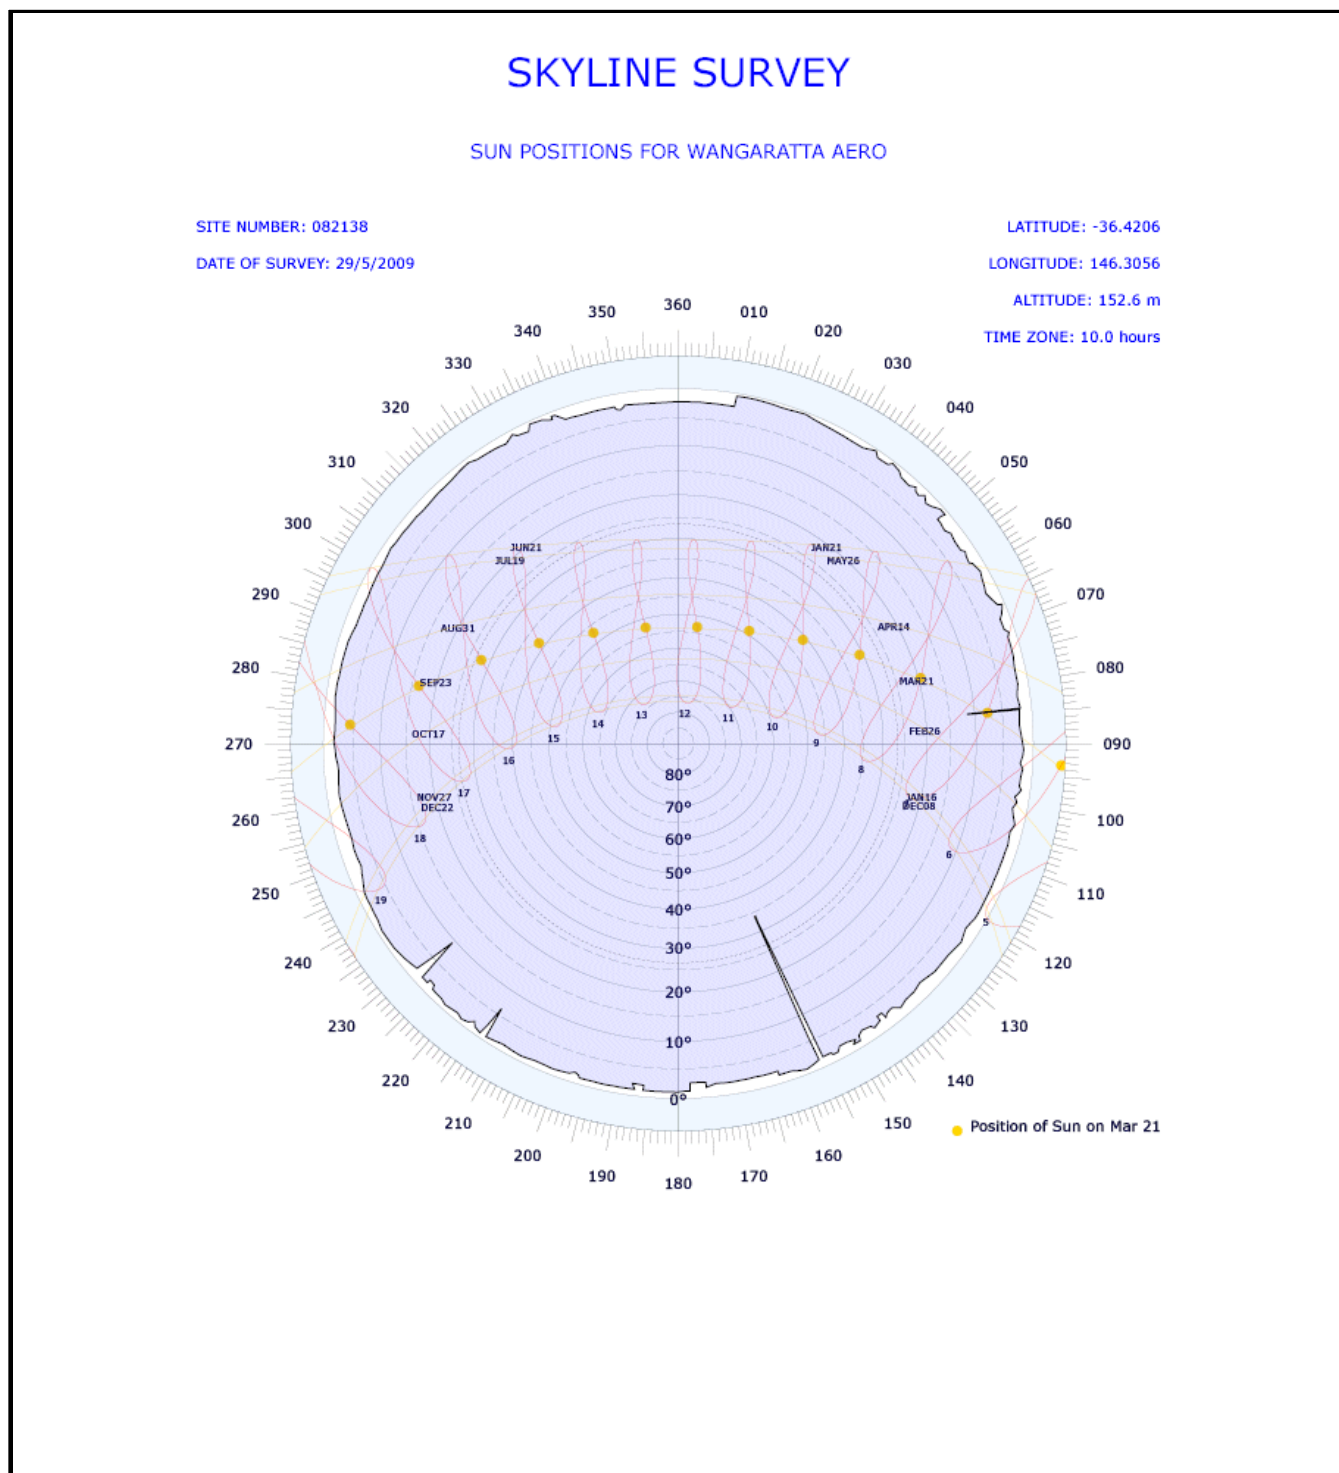 SKYLINE SURVEY
SUN POSITIONS FOR WANGARATTA AERO
SITE NUMBER: 082138
LATITUDE: -36.4206
DATE OF SURVEY: 29/5/2009
LONGITUDE: 146.3056
ALTITUDE: 152.6 m
TIME ZONE: 10.0 hours
360
350
010
340
020
330
030
320
040
310
050
300
060
290
070
280
080
270
090
260
100
250
110
240
120
230
130
220
140
210
150
200
160
190
170
180
JUN21
JAN21
JUL19
MAY26
AUG31
APR14
SEP23
MAR21
OCT17
FEB26
NOV27
JAN16
DEC22
DEC08
19
18
17
16
15
14
13
12
11
10
9
8
6
5
80°
70°
60°
50°
40°
30°
20°
10°
0°
Position of Sun on Mar 21